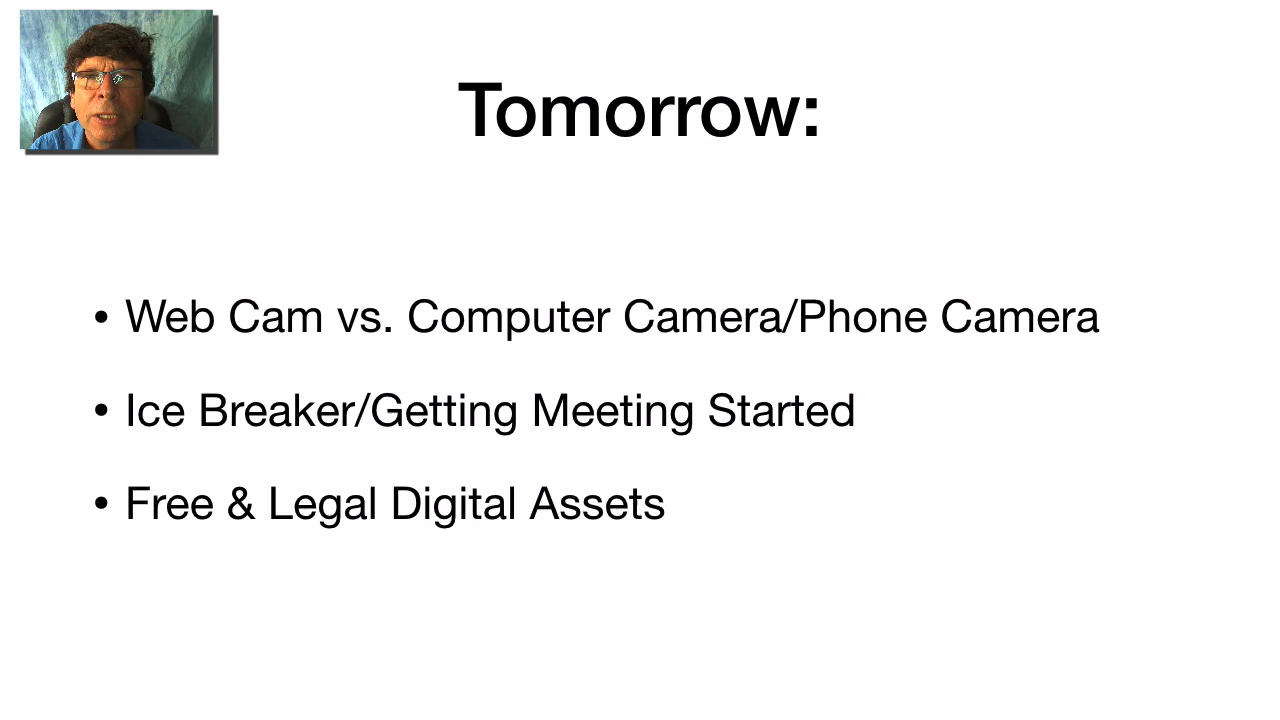 Tomorrow:
• Web Cam vs. Computer Camera/Phone Camera
• Ice Breaker/Getting Meeting Started
• Free & Legal Digital Assets